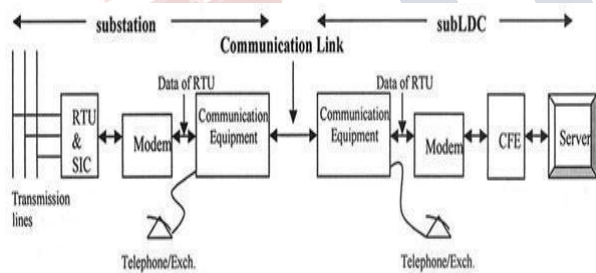 substation
subLDC
Communication Link
Data of RTU
Data of RTU
RTU
&
SIC
Modem
Communication
Equipment
Communication
Equipment
Modem
CFE
Server
Transmission
lines
Telephone/Exch.
Telephone/Exch.